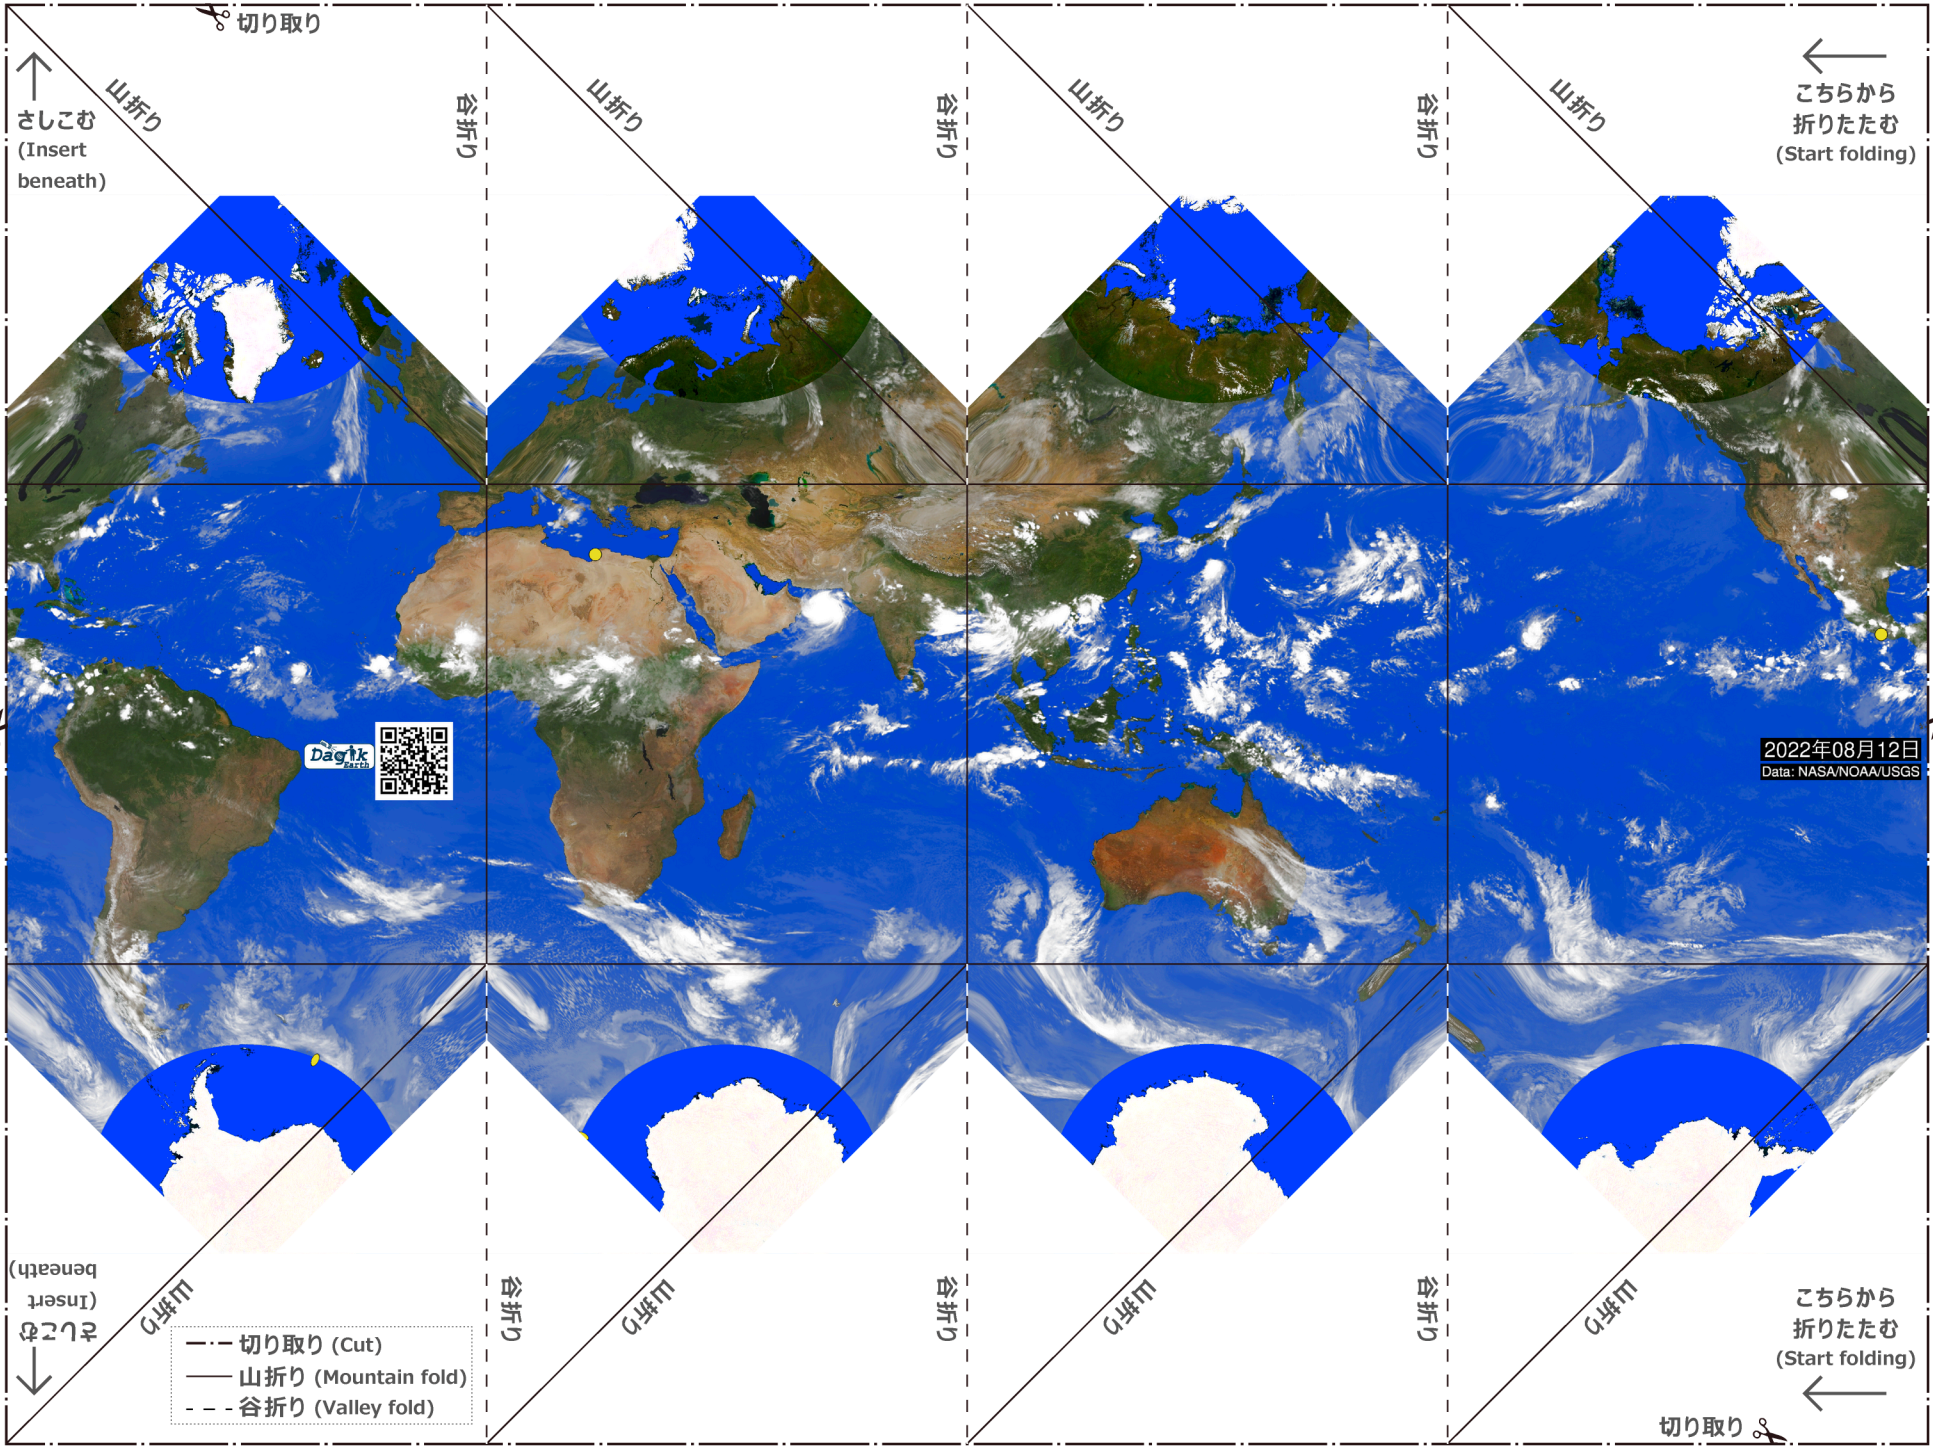 切り取り
山折り
谷折り
山折り
谷折り
山折り
谷折り
山折り
さしこむ
(Insert
beneath)
こちらから
折りたたむ
(Start folding)
Dagik
Earth
2022年08月12日
Data: NASA/NOAA/USGS
さしこむ
(Insert
beneath)
山折り
谷折り
山折り
谷折り
山折り
谷折り
山折り
こちらから
折りたたむ
(Start folding)
切り取り (Cut)
山折り (Mountain fold)
谷折り (Valley fold)
切り取り